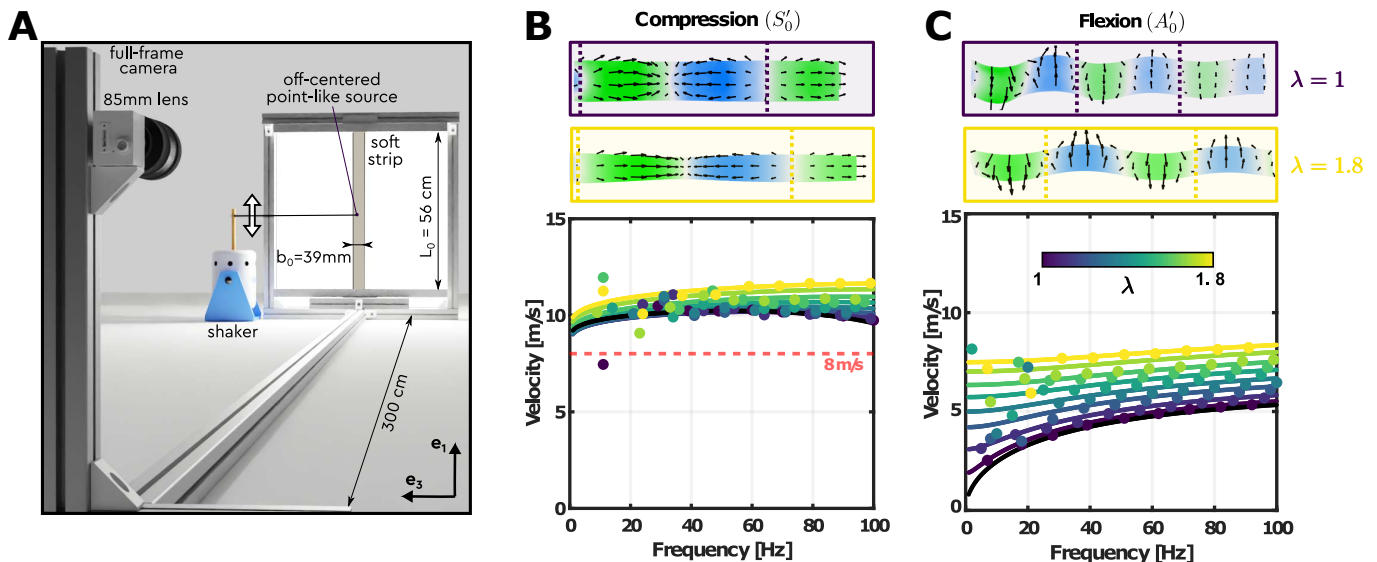 A
full-frame
camera
85mm lens
off-centered
point-like source
soft
strip
L₀ = 56 cm
b₀=39mm
shaker
300 cm
e₁
e₃
B
Compression (S′₀)
15
10
5
0
0 20 40 60 80 100
Velocity [m/s]
8m/s
Frequency [Hz]
C
Flexion (A′₀)
λ = 1
λ = 1.8
15
10
5
0
0 20 40 60 80 100
Velocity [m/s]
1 λ 1.8
Frequency [Hz]